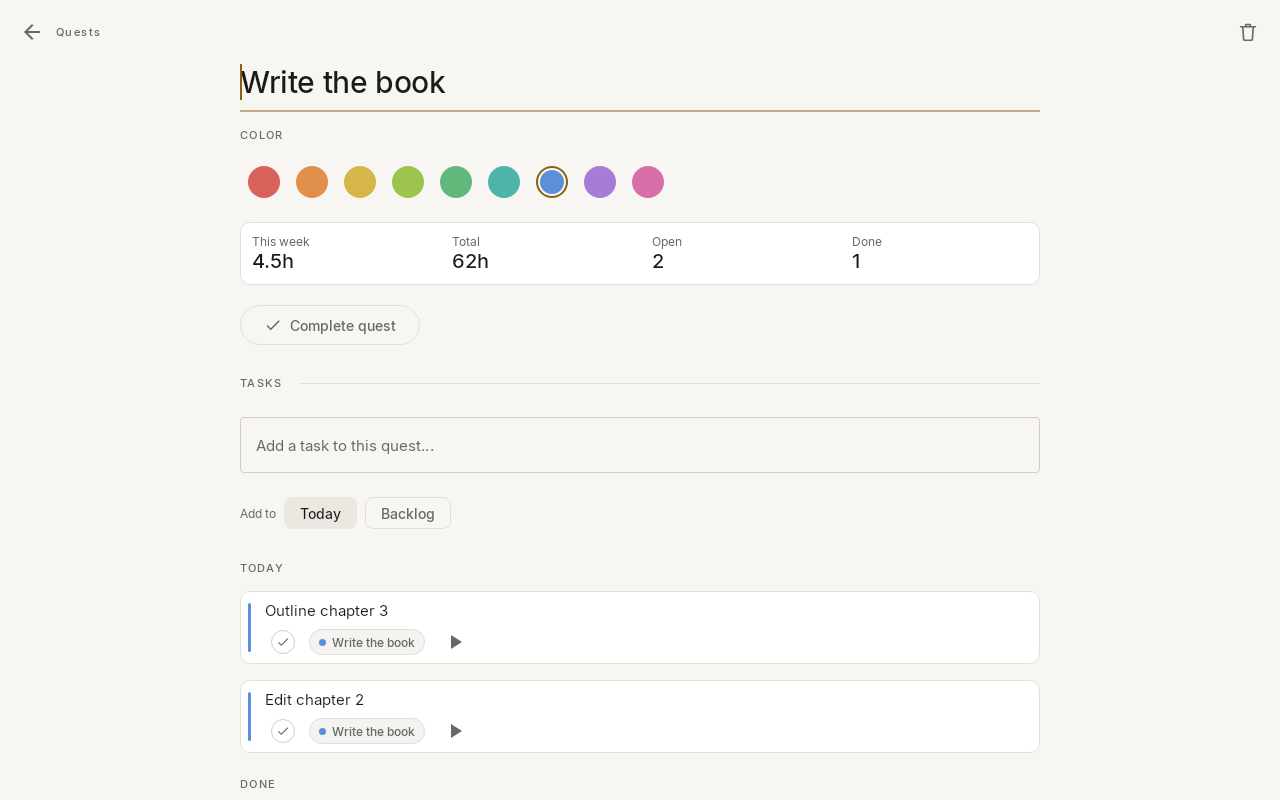 Quests
Write the book
COLOR
This week Total Open Done
4.5h 62h 2 1
Complete quest
TASKS
Add a task to this quest...
Add to Today Backlog
TODAY
Outline chapter 3
Write the book
Edit chapter 2
Write the book
DONE